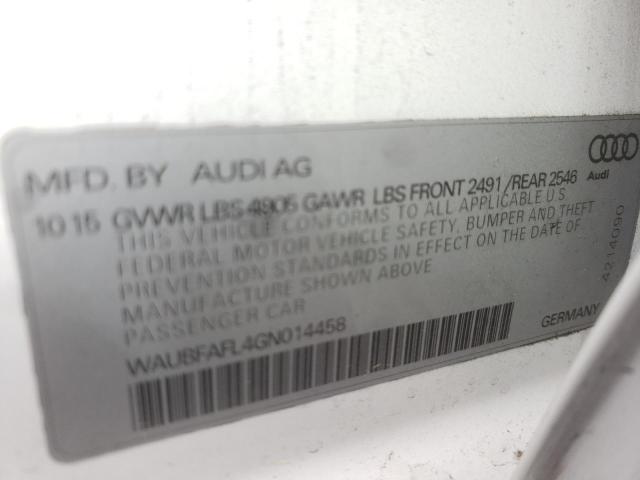 MFD. BY AUDI AG
10 15 GVWR LBS 4905 GAWR LBS FRONT 2491 / REAR 2546
Audi
THIS VEHICLE CONFORMS TO ALL APPLICABLE U S
FEDERAL MOTOR VEHICLE SAFETY, BUMPER AND THEFT
PREVENTION STANDARDS IN EFFECT ON THE DATE OF
MANUFACTURE SHOWN ABOVE
PASSENGER CAR
WAUBFAFL4GN014458
GERMANY
4214090